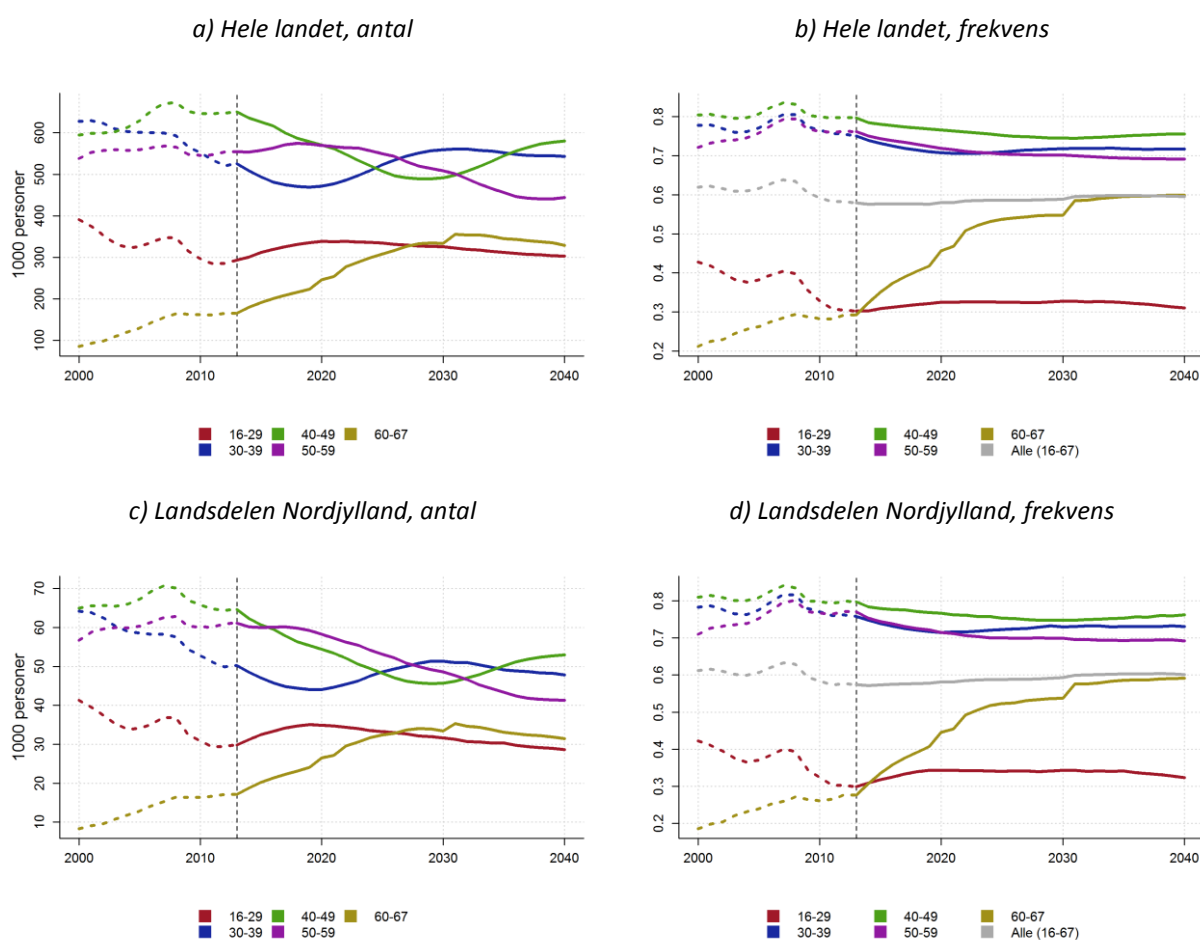 a) Hele landet, antal
b) Hele landet, frekvens
1000 personer
600
500
400
300
200
100
2000 2010 2020 2030 2040
0.8
0.7
0.6
0.5
0.4
0.3
0.2
2000 2010 2020 2030 2040
16-29 40-49 60-67
30-39 50-59
16-29 40-49 60-67
30-39 50-59 Alle (16-67)
c) Landsdelen Nordjylland, antal
d) Landsdelen Nordjylland, frekvens
1000 personer
70
60
50
40
30
20
10
2000 2010 2020 2030 2040
0.8
0.7
0.6
0.5
0.4
0.3
0.2
2000 2010 2020 2030 2040
16-29 40-49 60-67
30-39 50-59
16-29 40-49 60-67
30-39 50-59 Alle (16-67)